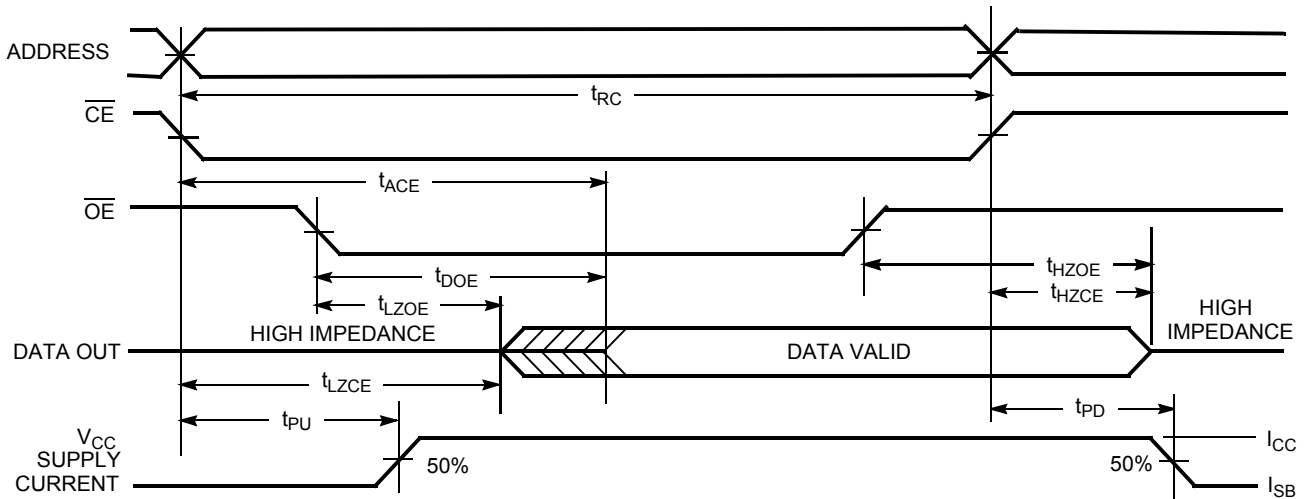 ADDRESS
tRC
CE
tACE
OE
tDOE
tHZOE
tLZOE
tHZCE
HIGH
IMPEDANCE
HIGH IMPEDANCE
DATA OUT
DATA VALID
tLZCE
tPU
tPD
VCC
SUPPLY
CURRENT
50%
50%
ICC
ISB